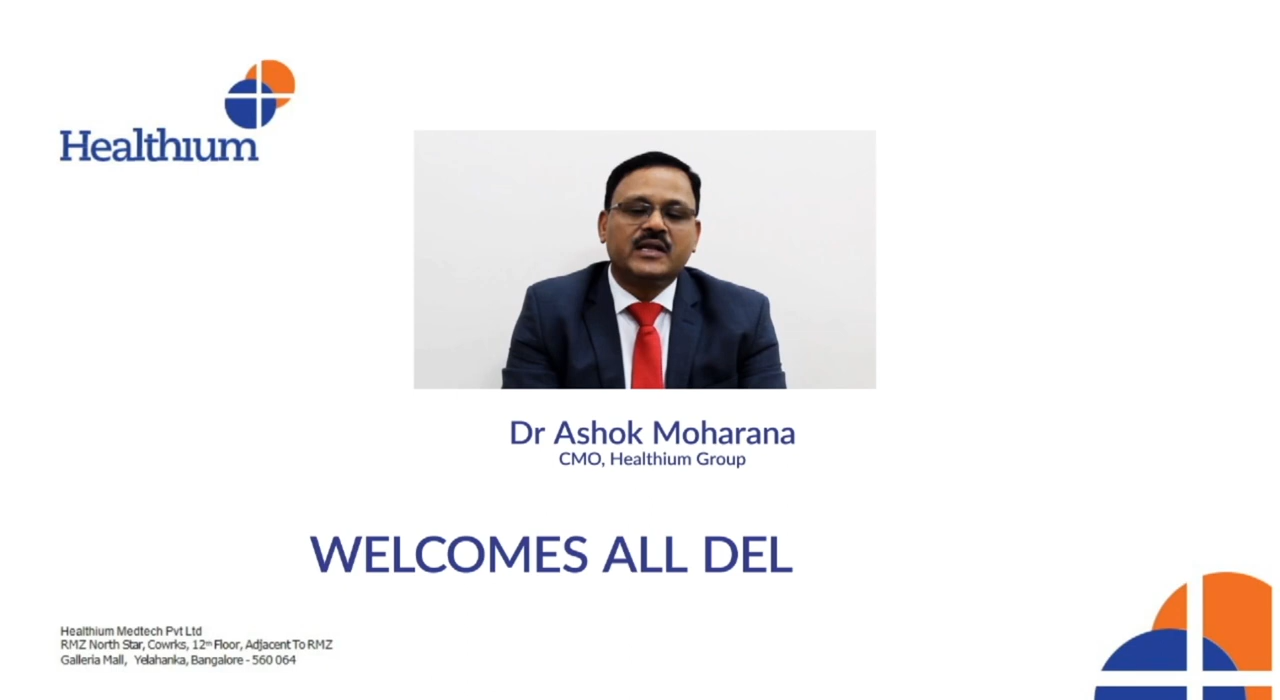 Healthium
Dr Ashok Moharana
CMO, Healthium Group
WELCOMES ALL DEL
Healthium Medtech Pvt Ltd
RMZ North Star, Cowrks, 12th Floor, Adjacent To RMZ
Galleria Mall, Yelahanka, Bangalore - 560 064